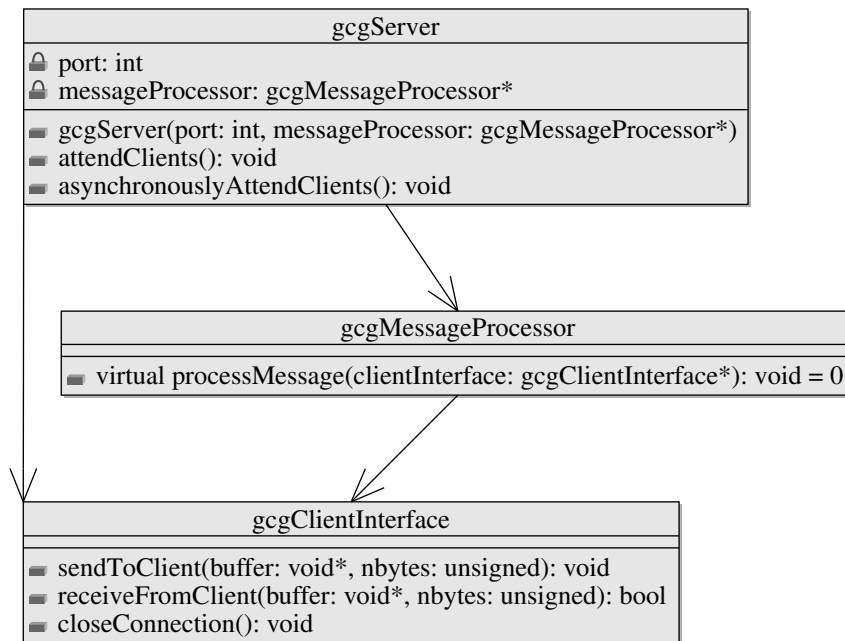 gcgServer
port: int
messageProcessor: gcgMessageProcessor*
gcgServer(port: int, messageProcessor: gcgMessageProcessor*)
attendClients(): void
asynchronouslyAttendClients(): void
gcgMessageProcessor
virtual processMessage(clientInterface: gcgClientInterface*): void = 0
gcgClientInterface
sendToClient(buffer: void*, nbytes: unsigned): void
receiveFromClient(buffer: void*, nbytes: unsigned): bool
closeConnection(): void